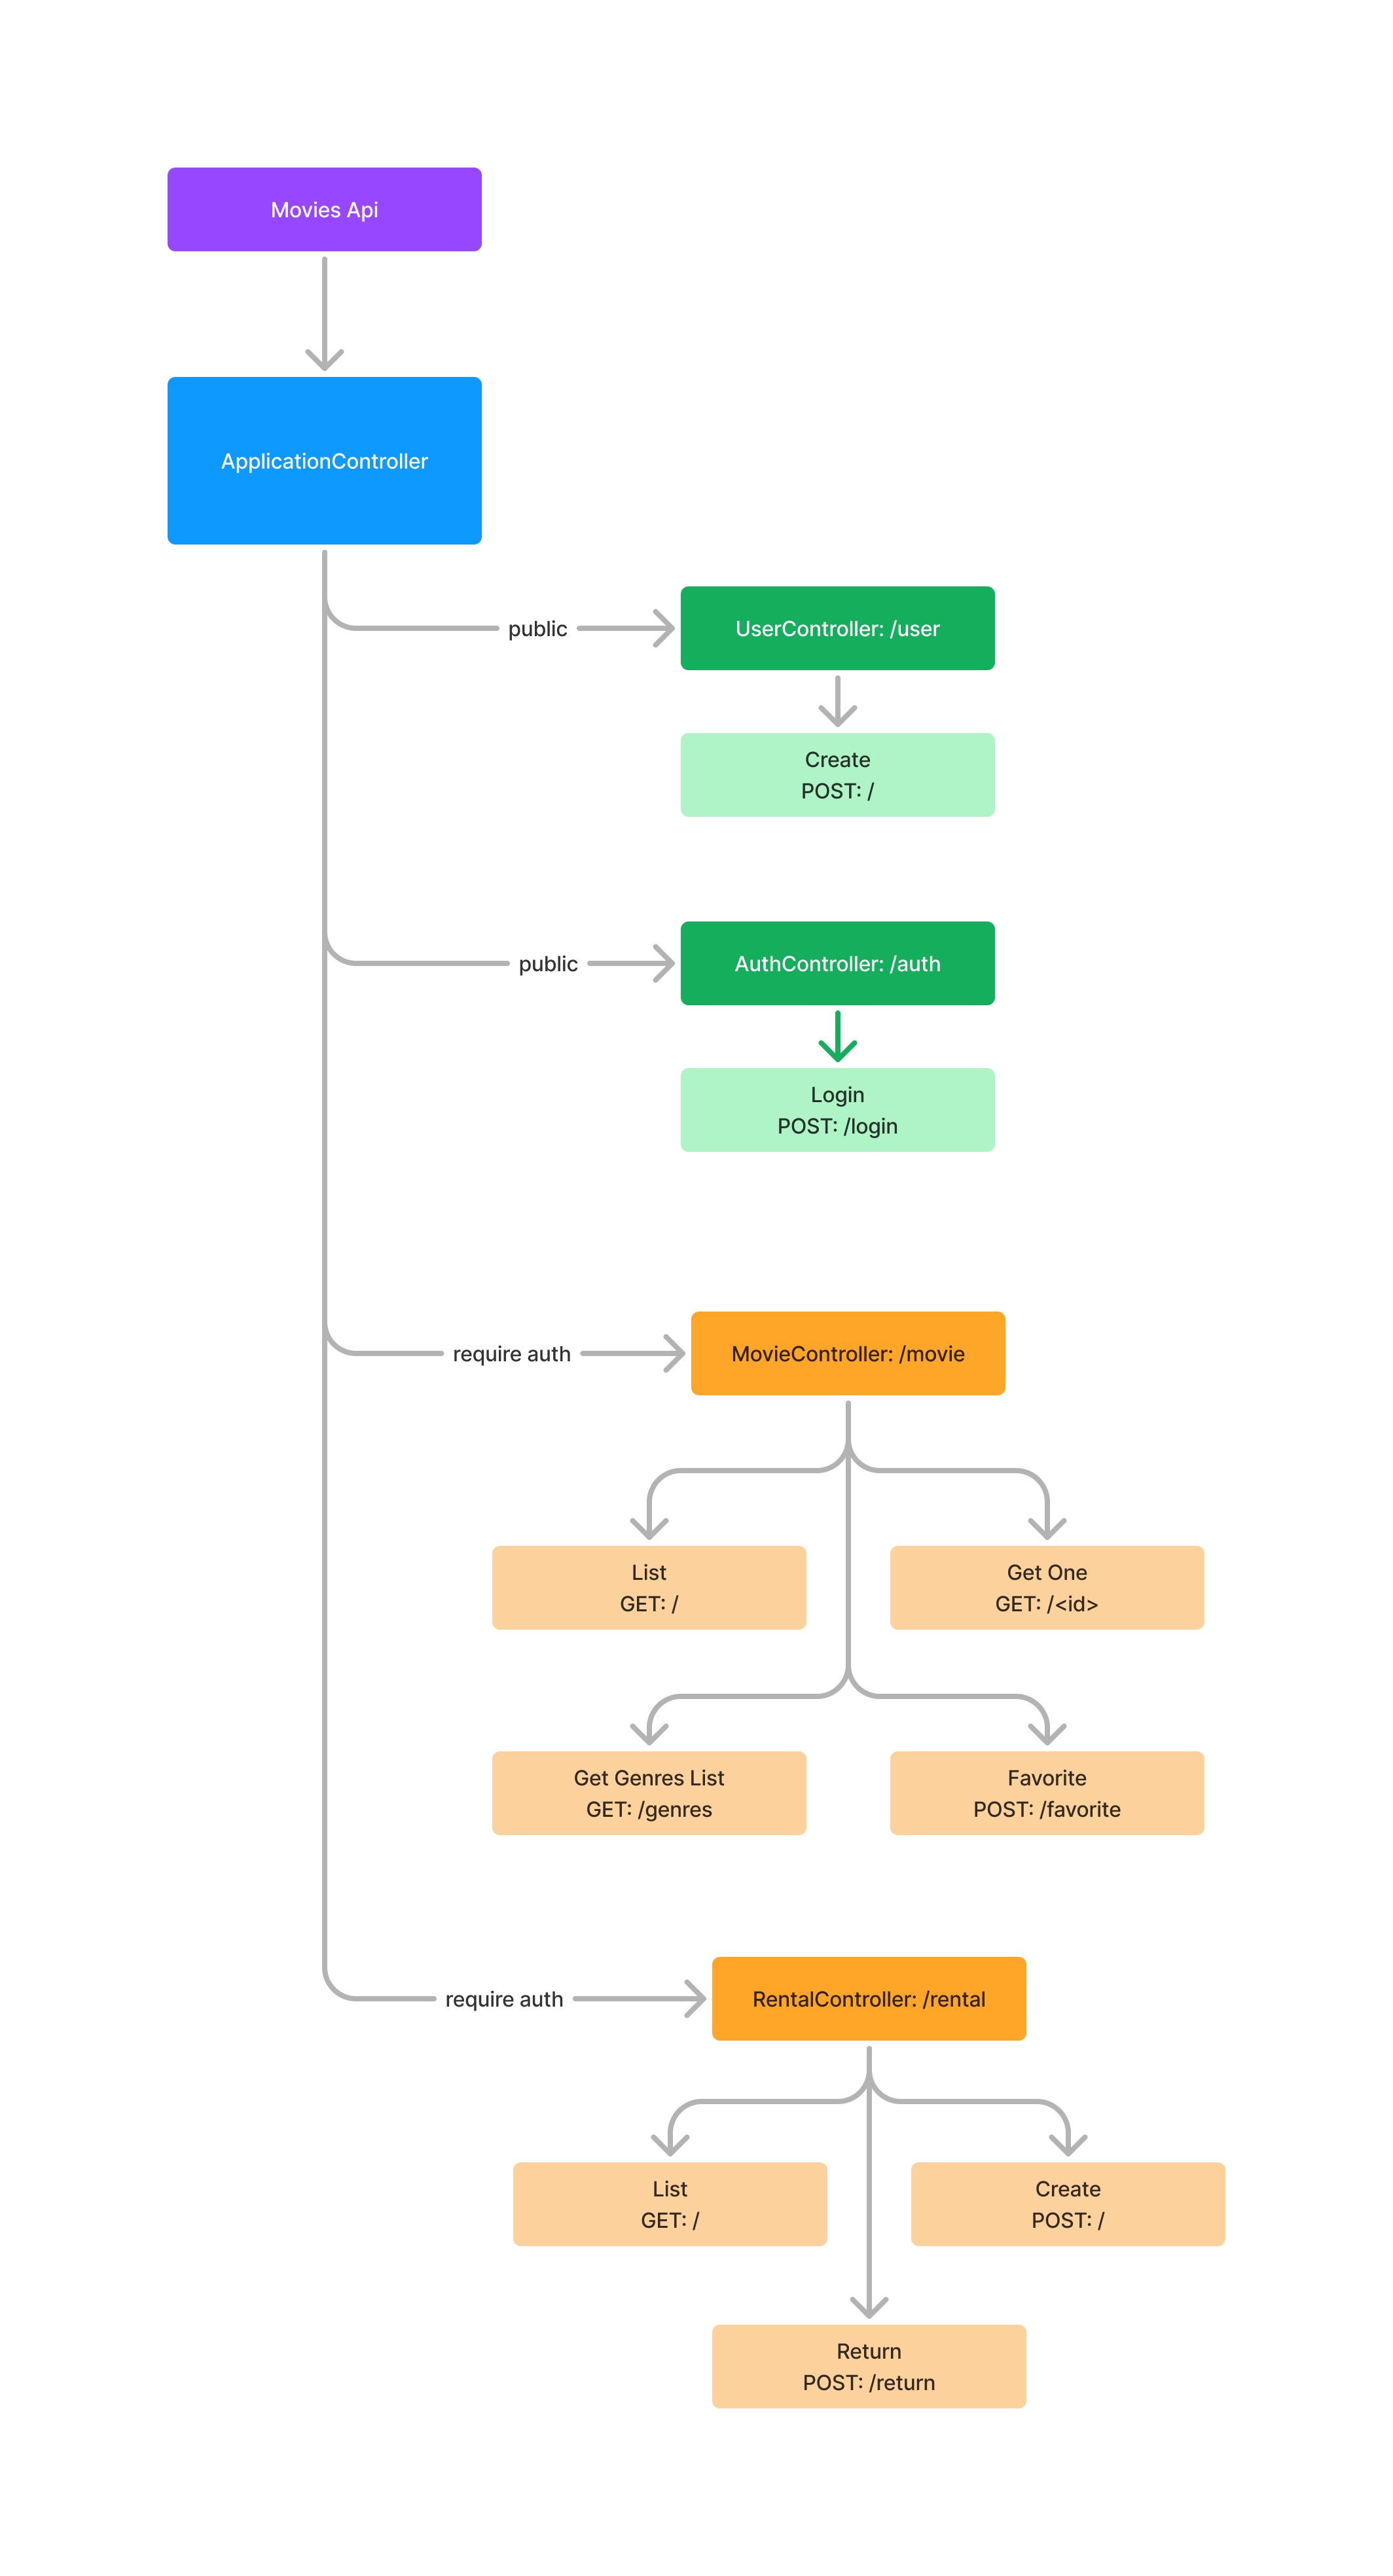 Movies Api
ApplicationController
public
UserController: /user
Create
POST: /
public
AuthController: /auth
Login
POST: /login
require auth
MovieController: /movie
List
GET: /
Get One
GET: /<id>
Get Genres List
GET: /genres
Favorite
POST: /favorite
require auth
RentalController: /rental
List
GET: /
Create
POST: /
Return
POST: /return